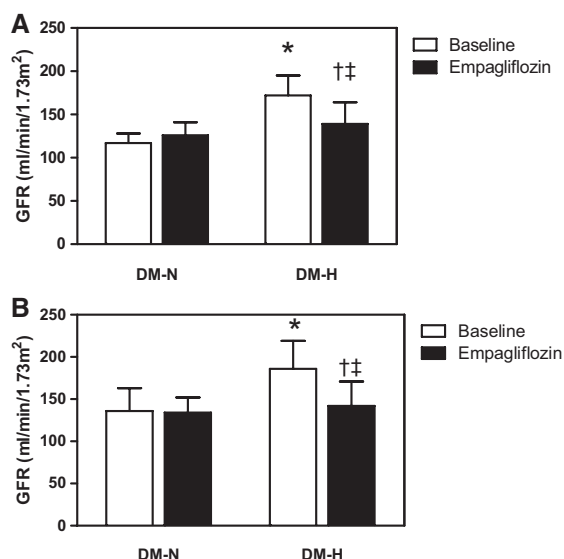 A
250
200
150
100
50
0
GFR (ml/min/1.73m²)
*
†‡
Baseline
Empagliflozin
DM-N DM-H
B
250
200
150
100
50
0
GFR (ml/min/1.73m²)
*
†‡
Baseline
Empagliflozin
DM-N DM-H